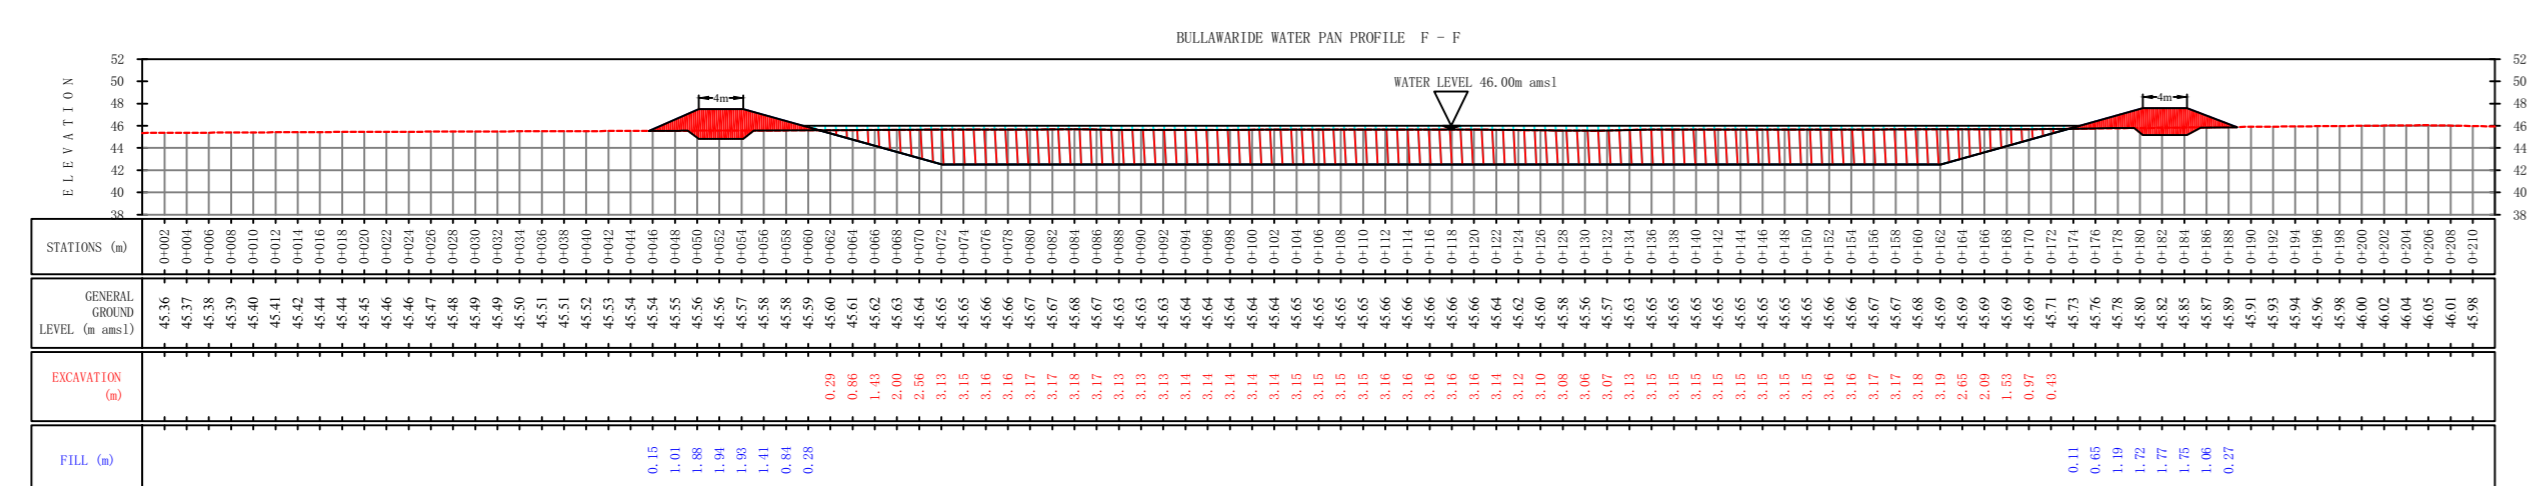 BULLAWARIDE WATER PAN PROFILE F - F
ELEVATION
52 52
50 50
48 48
46 46
44 44
42 42
40 40
38 38
4m
WATER LEVEL 46.00m amsl
4m
STATIONS (m) 0+002 0+004 0+006 0+008 0+010 0+012 0+014 0+016 0+018 0+020 0+022 0+024 0+026 0+028 0+030 0+032 0+034 0+036 0+038 0+040 0+042 0+044 0+046 0+048 0+050 0+052 0+054 0+056 0+058 0+060 0+062 0+064 0+066 0+068 0+070 0+072 0+074 0+076 0+078 0+080 0+082 0+084 0+086 0+088 0+090 0+092 0+094 0+096 0+098 0+100 0+102 0+104 0+106 0+108 0+110 0+112 0+114 0+116 0+118 0+120 0+122 0+124 0+126 0+128 0+130 0+132 0+134 0+136 0+138 0+140 0+142 0+144 0+146 0+148 0+150 0+152 0+154 0+156 0+158 0+160 0+162 0+164 0+166 0+168 0+170 0+172 0+174 0+176 0+178 0+180 0+182 0+184 0+186 0+188 0+190 0+192 0+194 0+196 0+198 0+200 0+202 0+204 0+206 0+208 0+210
GENERAL
GROUND
LEVEL (m amsl) 45.36 45.37 45.38 45.39 45.40 45.41 45.42 45.44 45.44 45.45 45.46 45.46 45.47 45.48 45.49 45.49 45.50 45.51 45.51 45.52 45.53 45.54 45.54 45.55 45.56 45.56 45.57 45.58 45.58 45.59 45.60 45.61 45.62 45.63 45.64 45.65 45.65 45.66 45.66 45.67 45.67 45.68 45.67 45.63 45.63 45.63 45.64 45.64 45.64 45.64 45.64 45.65 45.65 45.65 45.65 45.66 45.66 45.66 45.66 45.66 45.64 45.62 45.60 45.58 45.56 45.57 45.63 45.65 45.65 45.65 45.65 45.65 45.65 45.65 45.65 45.66 45.66 45.67 45.67 45.68 45.69 45.69 45.69 45.69 45.69 45.71 45.73 45.76 45.78 45.80 45.82 45.85 45.87 45.89 45.91 45.93 45.94 45.96 45.98 46.00 46.02 46.04 46.05 46.01 45.98
EXCAVATION
(m) 0.29 0.86 1.43 2.00 2.56 3.13 3.15 3.16 3.16 3.17 3.17 3.18 3.17 3.13 3.13 3.13 3.14 3.14 3.14 3.14 3.14 3.15 3.15 3.15 3.15 3.16 3.16 3.16 3.16 3.16 3.14 3.12 3.10 3.08 3.06 3.07 3.13 3.15 3.15 3.15 3.15 3.15 3.15 3.15 3.15 3.16 3.16 3.17 3.17 3.18 3.19 2.65 2.09 1.53 0.97 0.43
FILL (m) 0.15 1.01 1.88 1.94 1.93 1.41 0.84 0.28 0.11 0.65 1.19 1.72 1.77 1.75 1.06 0.27